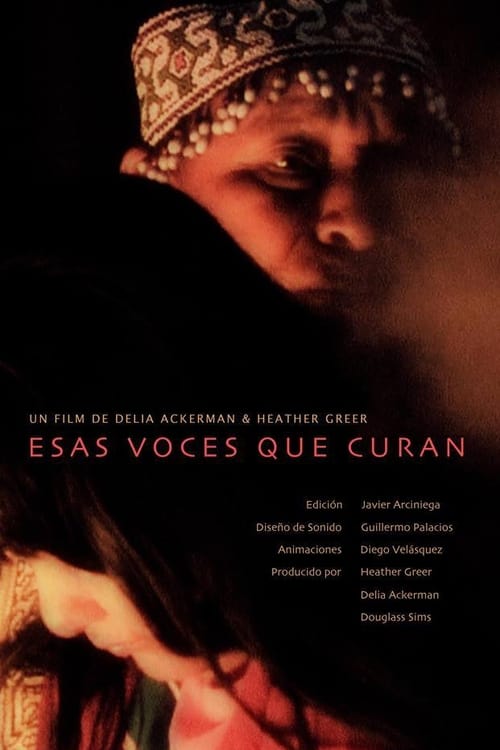 UN FILM DE DELIA ACKERMAN & HEATHER GREER
ESAS VOCES QUE CURAN
Edición Javier Arciniega
Diseño de Sonido Guillermo Palacios
Animaciones Diego Velásquez
Producido por Heather Greer
Delia Ackerman
Douglass Sims